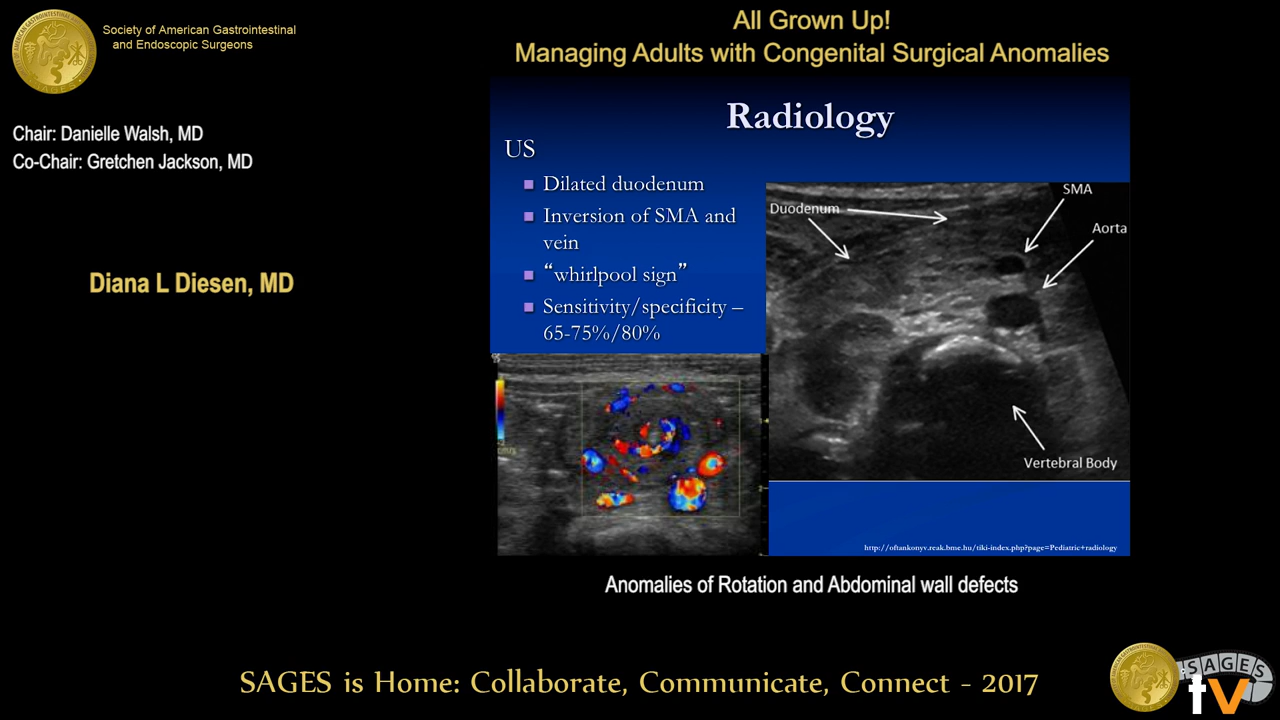 Society of American Gastrointestinal
and Endoscopic Surgeons
All Grown Up!
Managing Adults with Congenital Surgical Anomalies
Chair: Danielle Walsh, MD
Co-Chair: Gretchen Jackson, MD
Diana L Diesen, MD
Radiology
US
Dilated duodenum
Inversion of SMA and
vein
“whirlpool sign”
Sensitivity/specificity –
65-75%/80%
SMA
Duodenum
Aorta
Vertebral Body
http://oftankonyv.reak.bme.hu/tiki-index.php?page=Pediatric+radiology
Anomalies of Rotation and Abdominal wall defects
SAGES is Home: Collaborate, Communicate, Connect - 2017
SAGES
tv